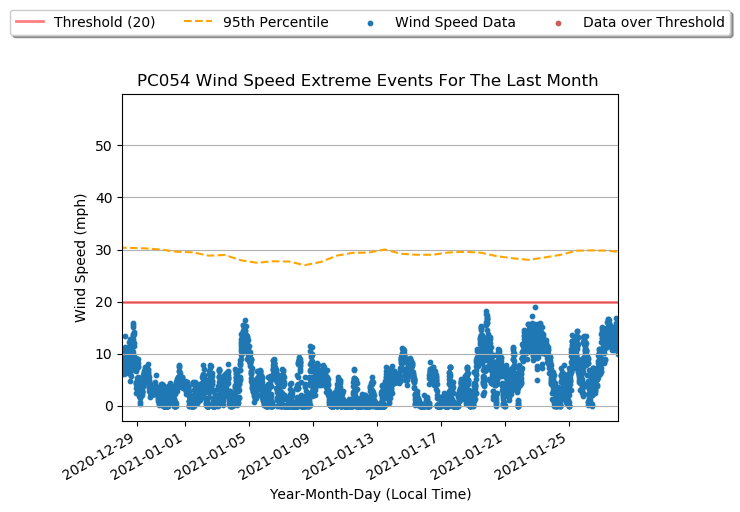 Threshold (20) 95th Percentile Wind Speed Data Data over Threshold
PC054 Wind Speed Extreme Events For The Last Month
Wind Speed (mph)
50
40
30
20
10
0
2020-12-29 2021-01-01 2021-01-05 2021-01-09 2021-01-13 2021-01-17 2021-01-21 2021-01-25
Year-Month-Day (Local Time)